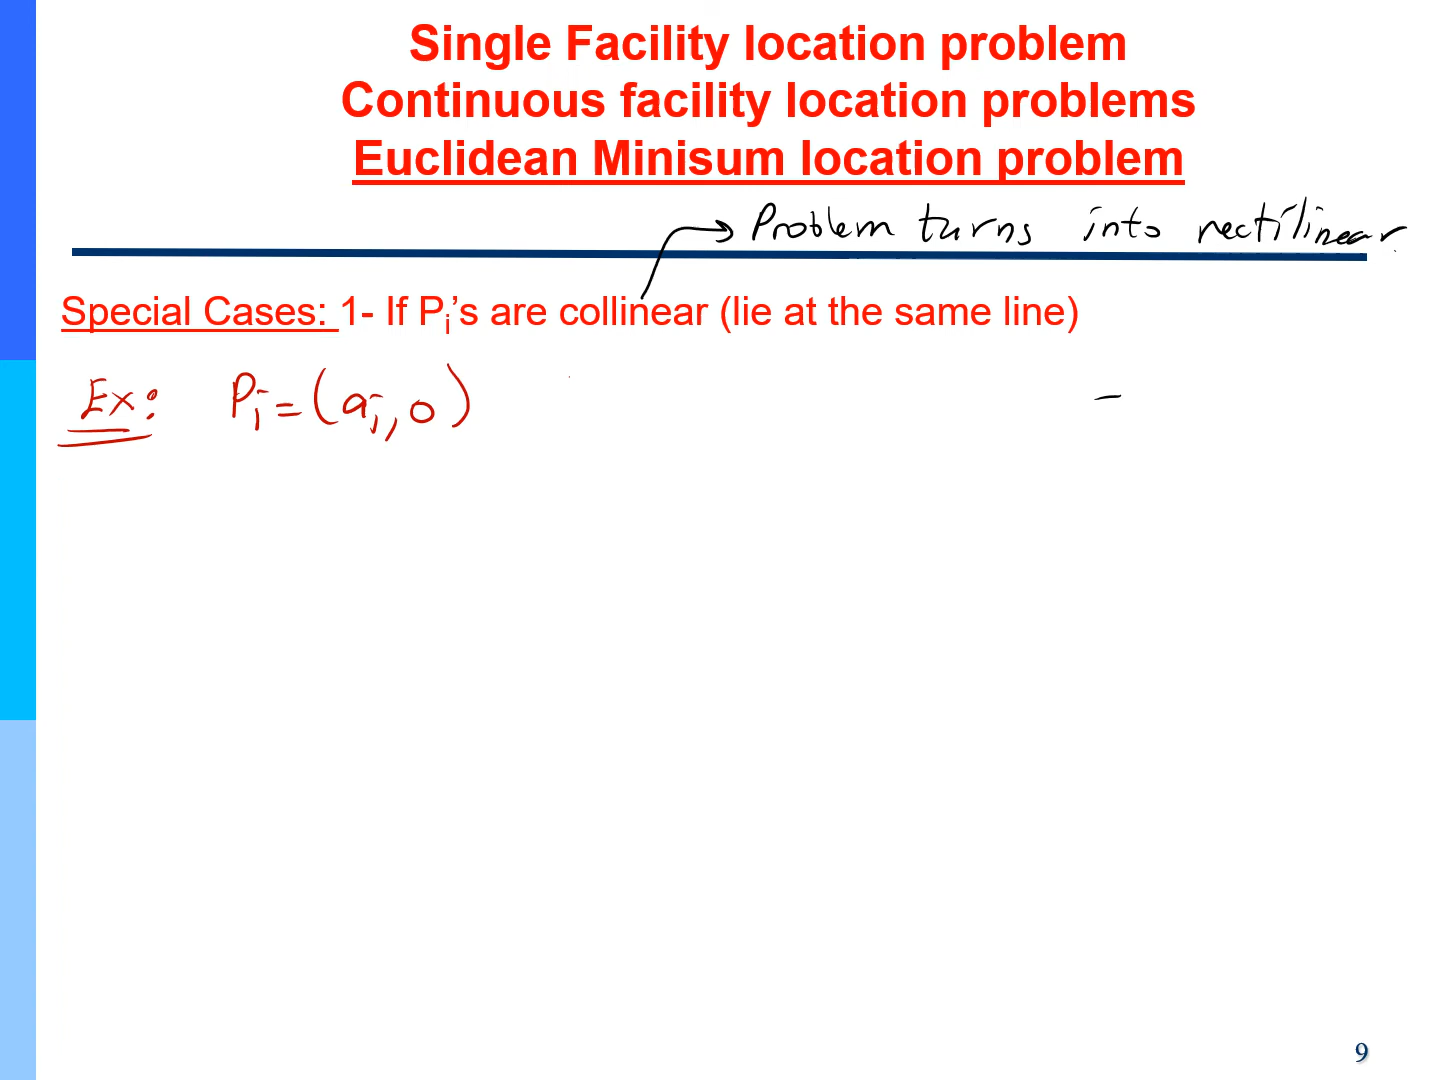 Single Facility location problem
Continuous facility location problems
Euclidean Minisum location problem
Problem turns into rectilinear.
Special Cases: 1- If Pi's are collinear (lie at the same line)
Ex: Pi = (ai, 0)
9